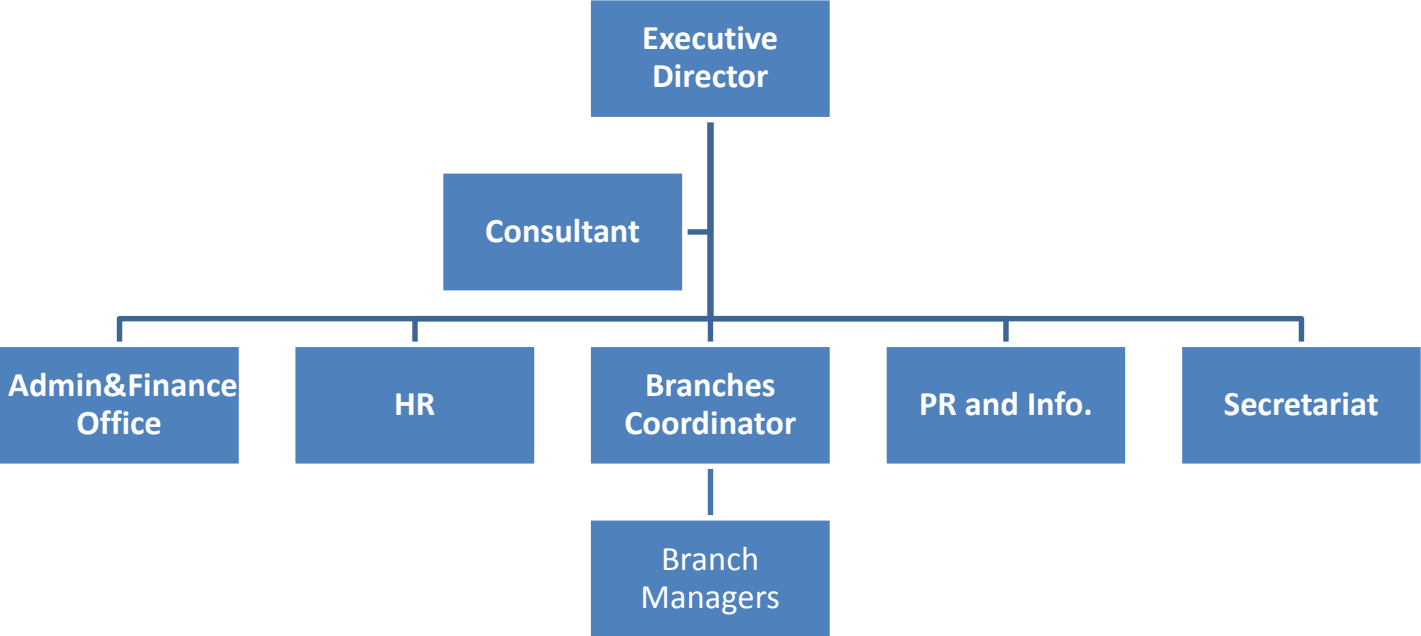 Executive
Director
Consultant
Admin&Finance
Office
HR
Branches
Coordinator
PR and Info.
Secretariat
Branch
Managers